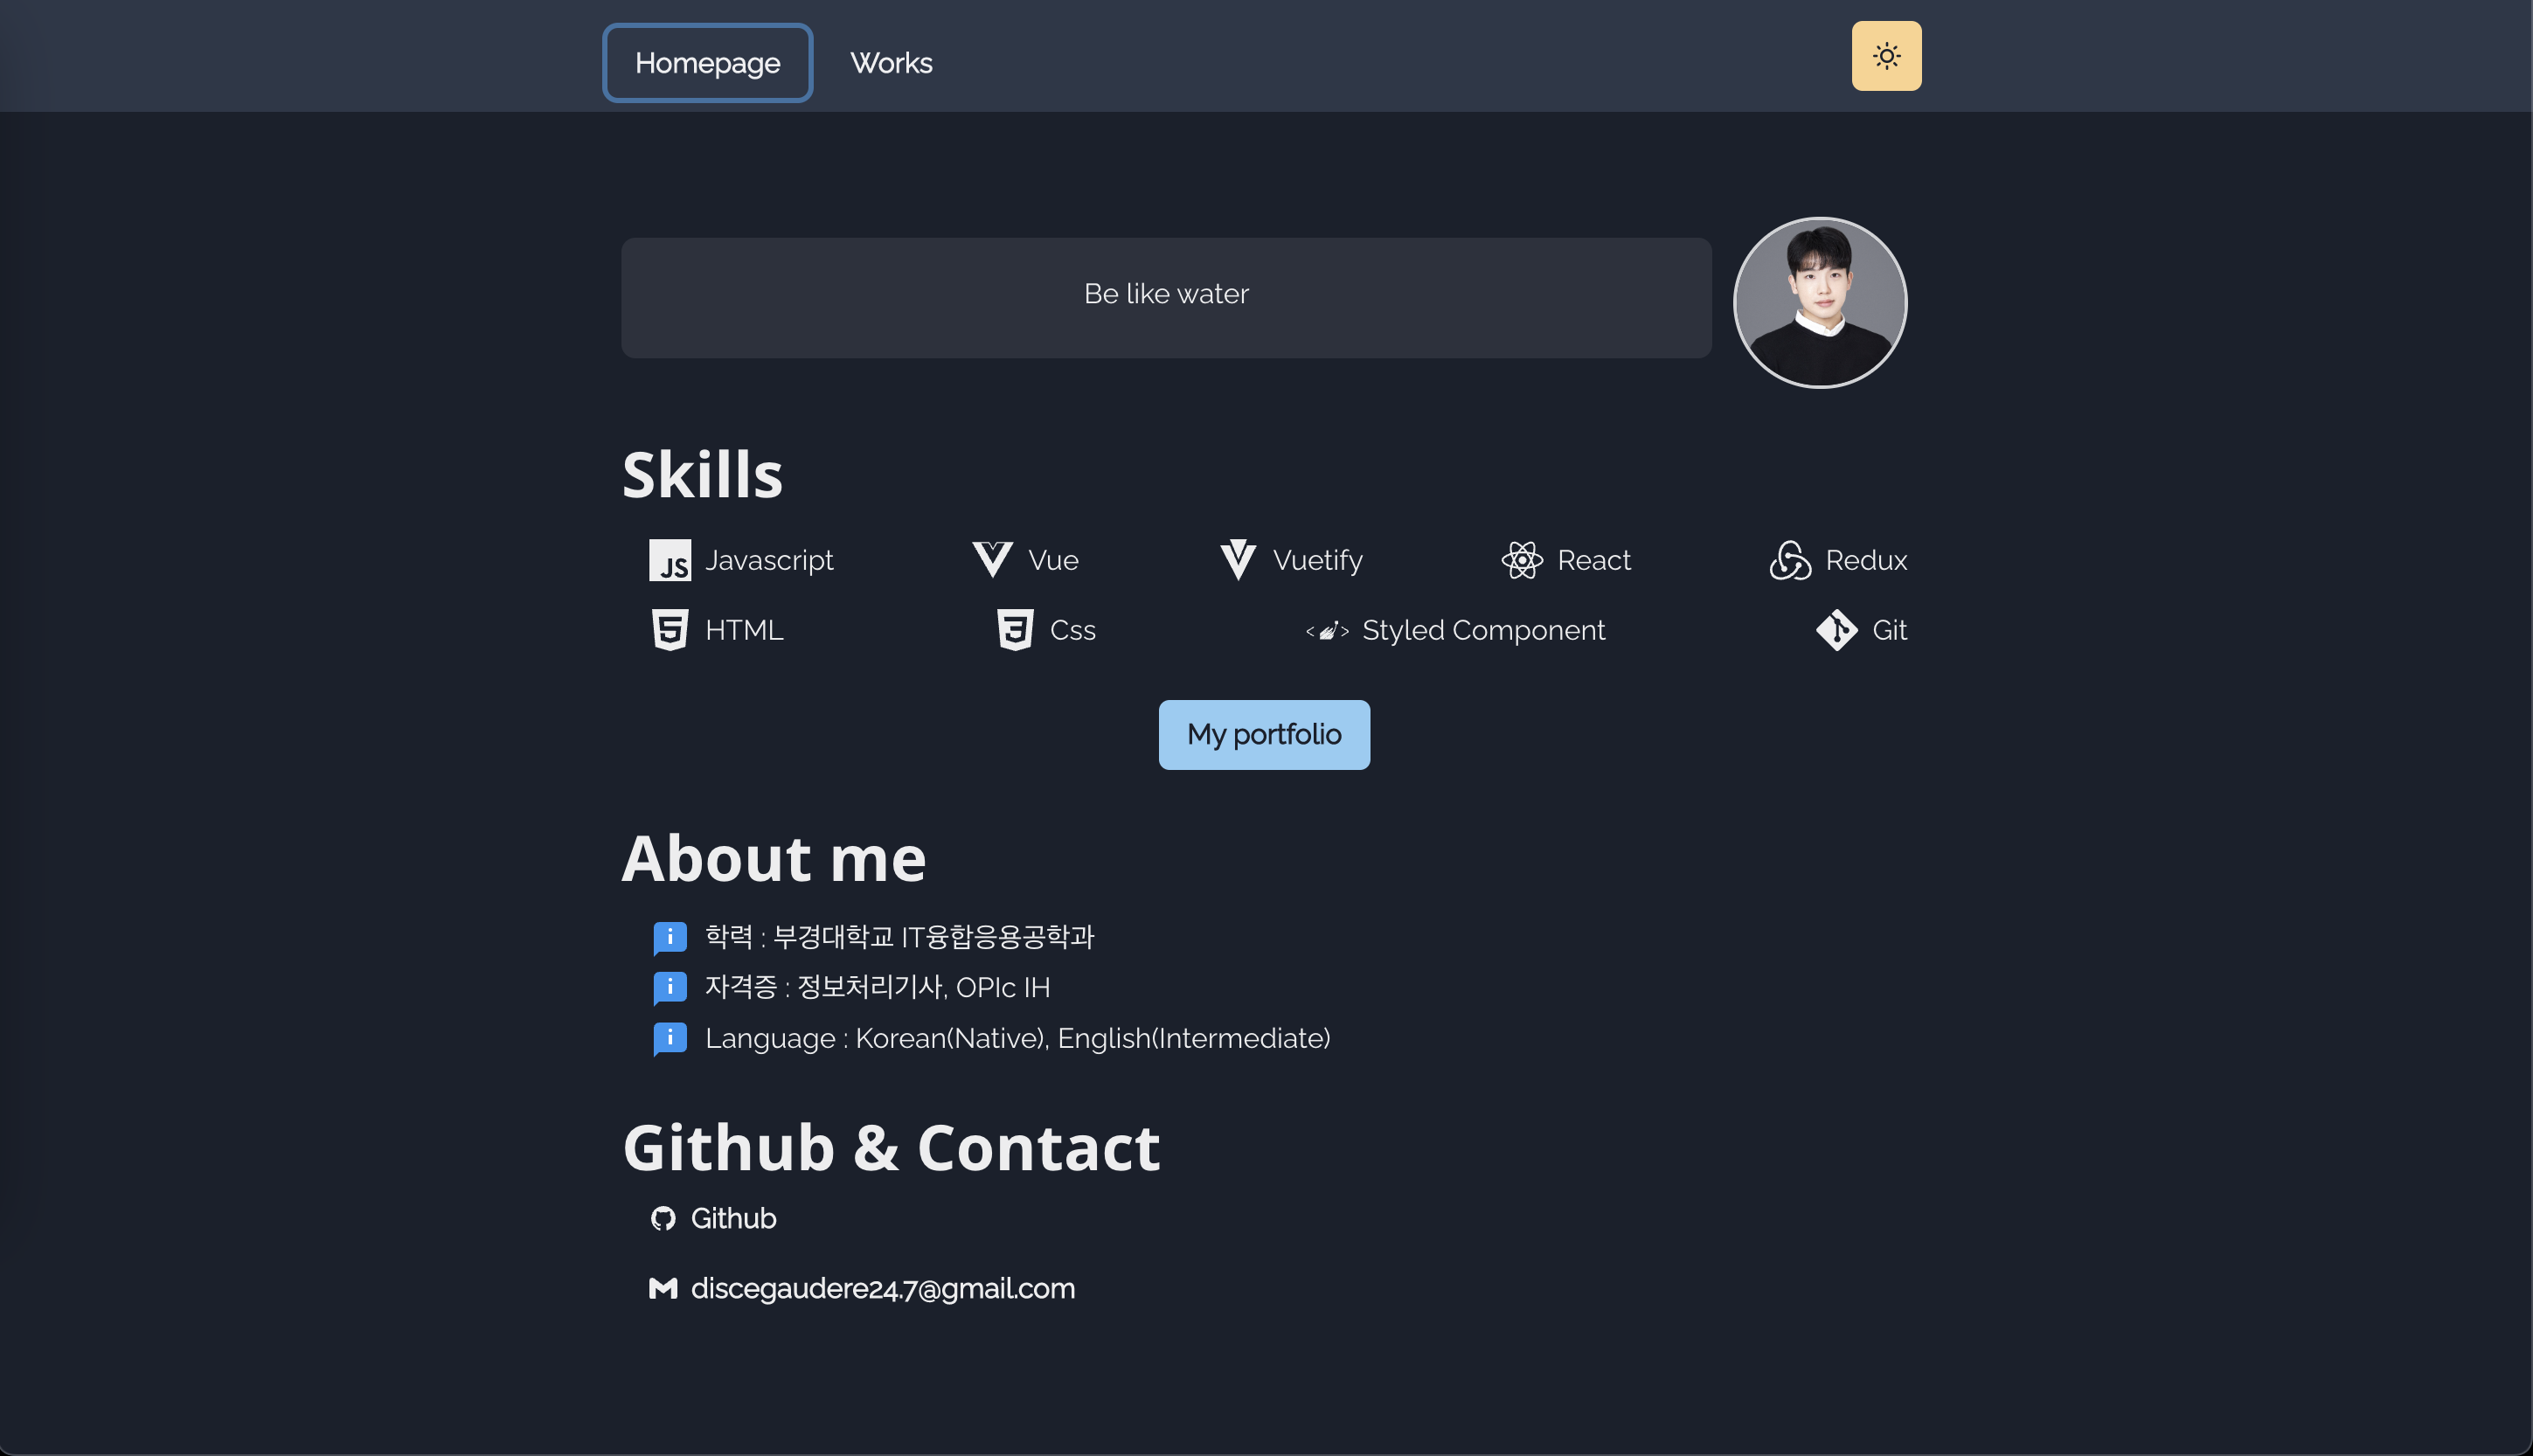 Homepage Works
Be like water
Skills
JS Javascript Vue Vuetify React Redux
HTML Css Styled Component Git
My portfolio
About me
학력 : 부경대학교 IT융합응용공학과
자격증 : 정보처리기사, OPIc IH
Language : Korean(Native), English(Intermediate)
Github & Contact
Github
discegaudere24.7@gmail.com